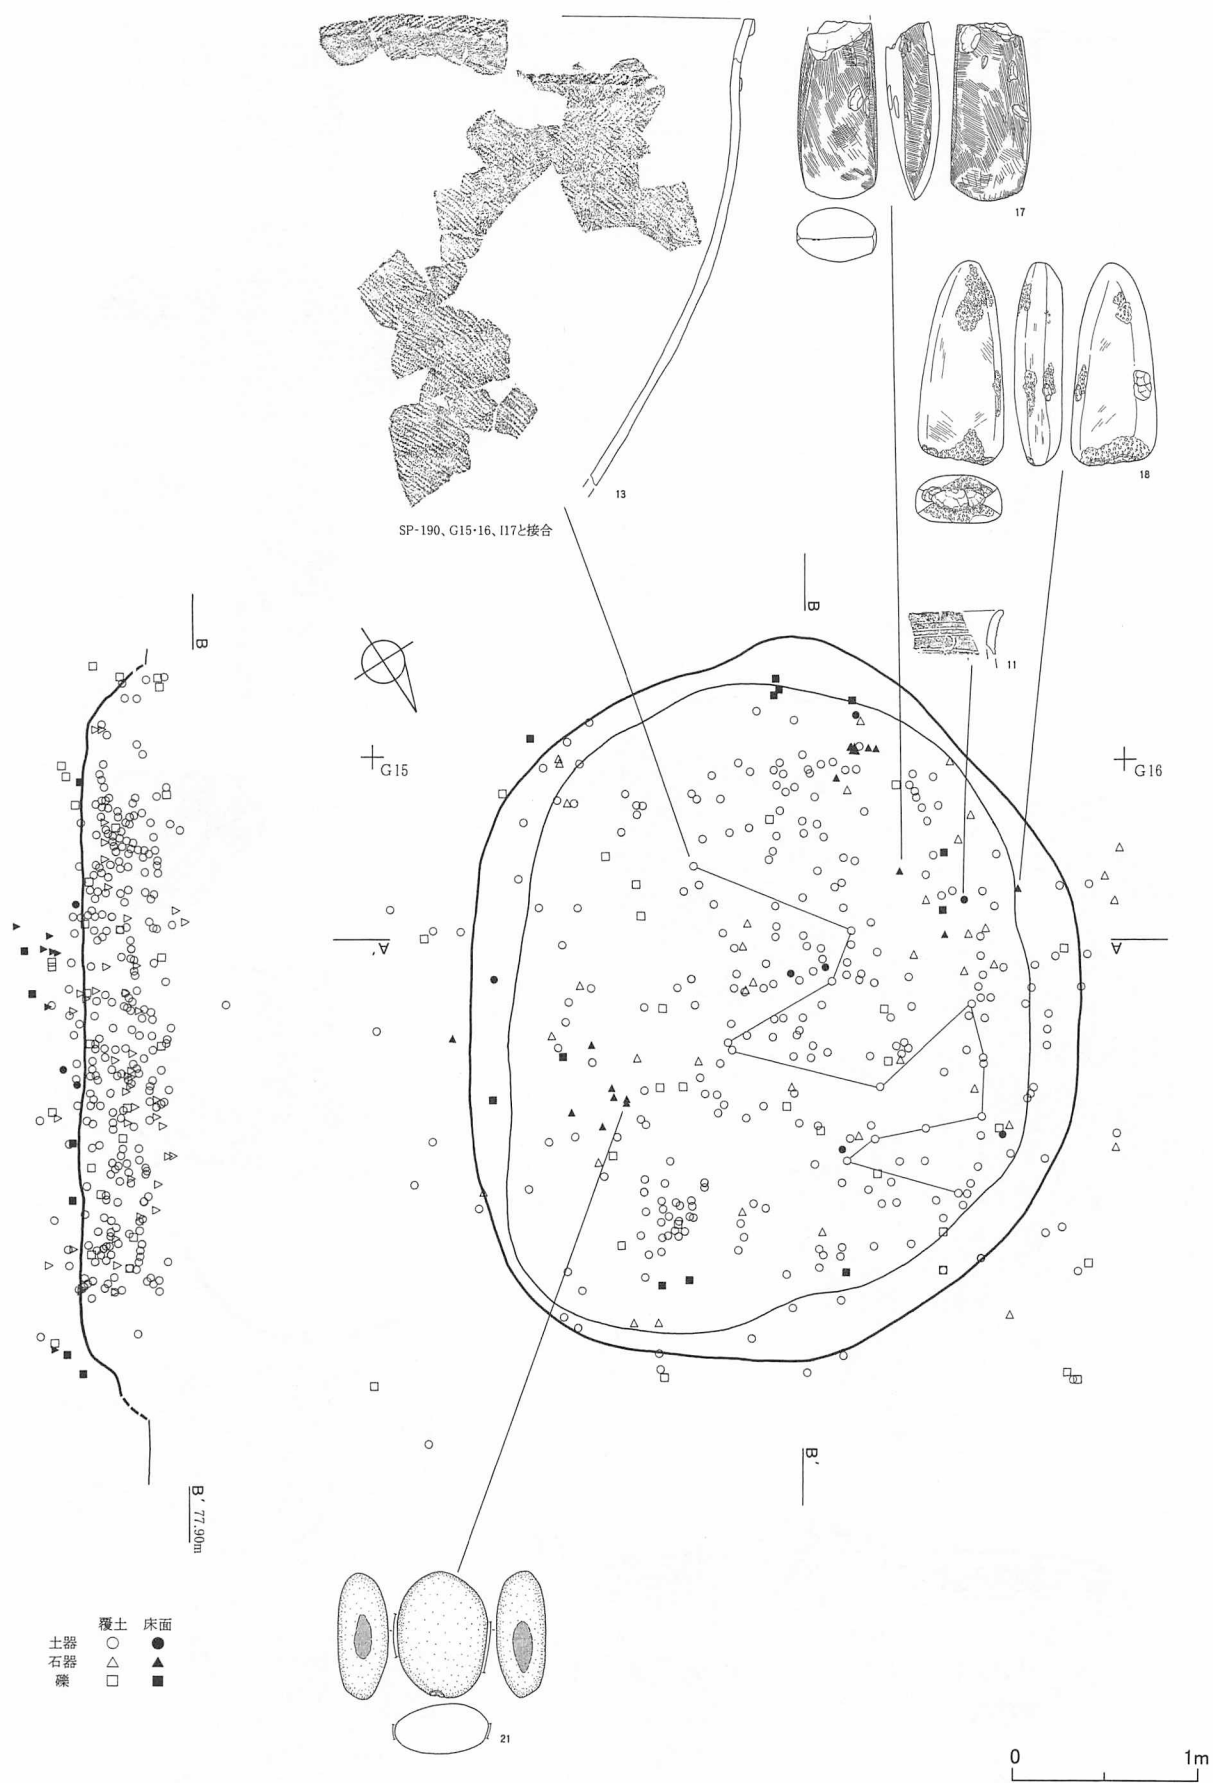 17
18
13
SP-190、G15・16、I17と接合
B
B
11
G15
G16
A'
A
B'
B' 77.90m
覆土 床面
土器 ○ ●
石器 △ ▲
礫 □ ■
21
0 1m